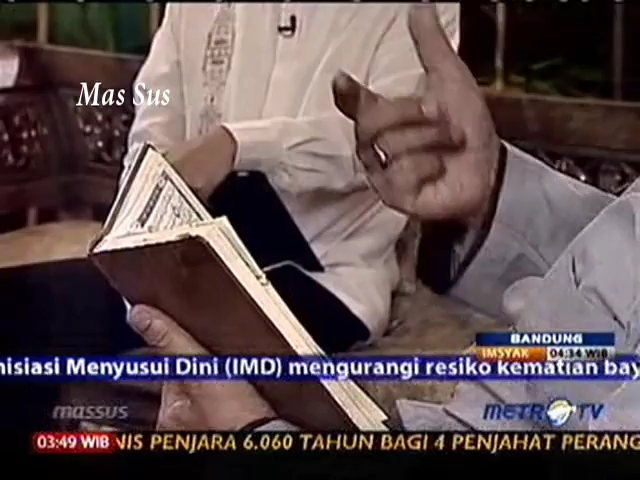 Mas Sus
BANDUNG
IMSYAK 04:34 WIB
nisiasi Menyusui Dini (IMD) mengurangi resiko kematian bay
massus
METRO TV
03:49 WIB NIS PENJARA 6.060 TAHUN BAGI 4 PENJAHAT PERANG